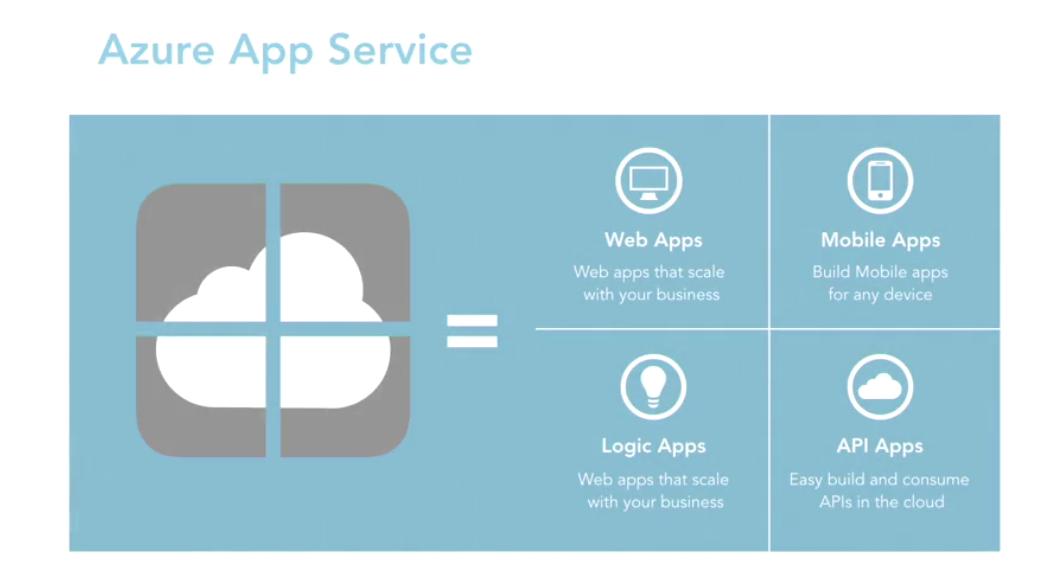 Azure App Service
Web Apps
Web apps that scale
with your business
Mobile Apps
Build Mobile apps
for any device
Logic Apps
Web apps that scale
with your business
API Apps
Easy build and consume
APIs in the cloud